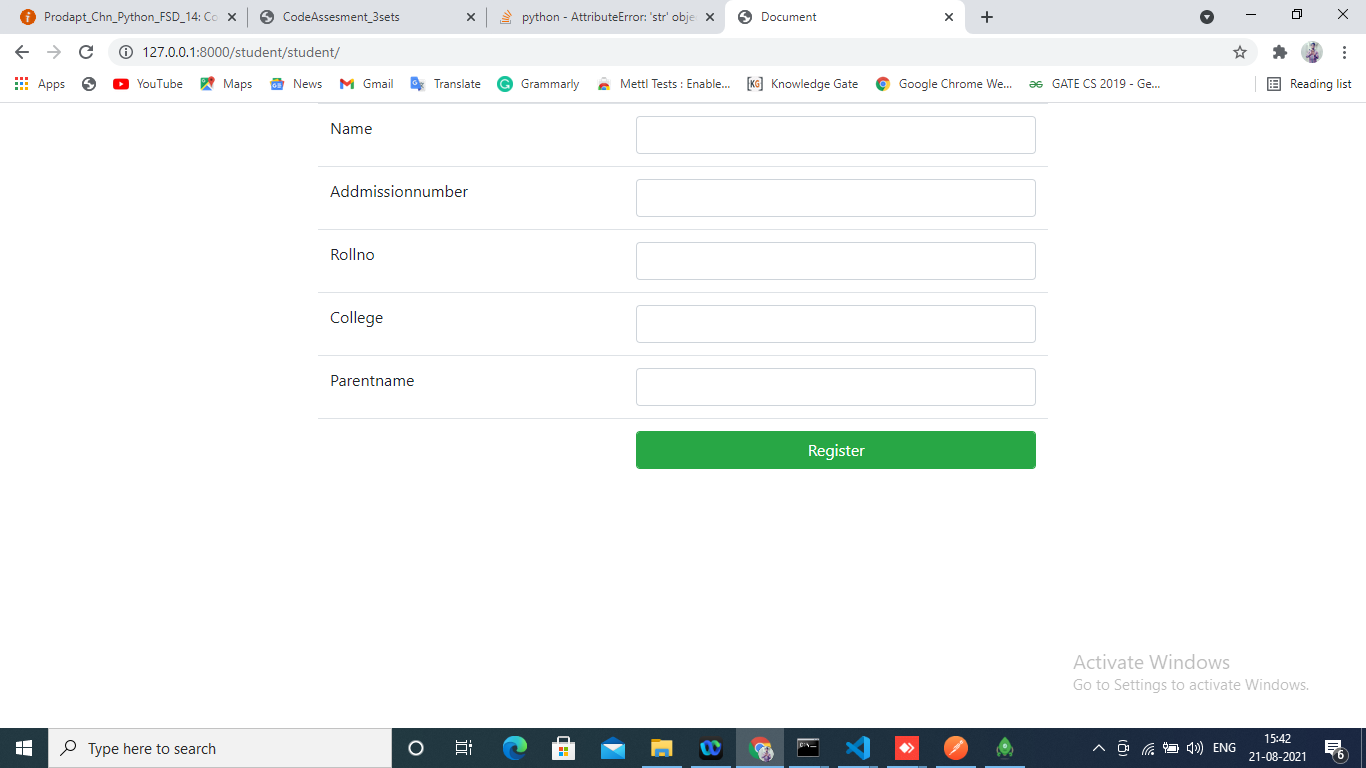 Prodapt_Chn_Python_FSD_14: Co
CodeAssesment_3sets
python - AttributeError: 'str' obje
Document
127.0.0.1:8000/student/student/
Apps
YouTube
Maps
News
Gmail
Translate
Grammarly
Mettl Tests : Enable...
KG
Knowledge Gate
Google Chrome We...
GATE CS 2019 - Ge...
Reading list
Name
Addmissionnumber
Rollno
College
Parentname
Register
Activate Windows
Go to Settings to activate Windows.
Type here to search
ENG
15:42
21-08-2021
6